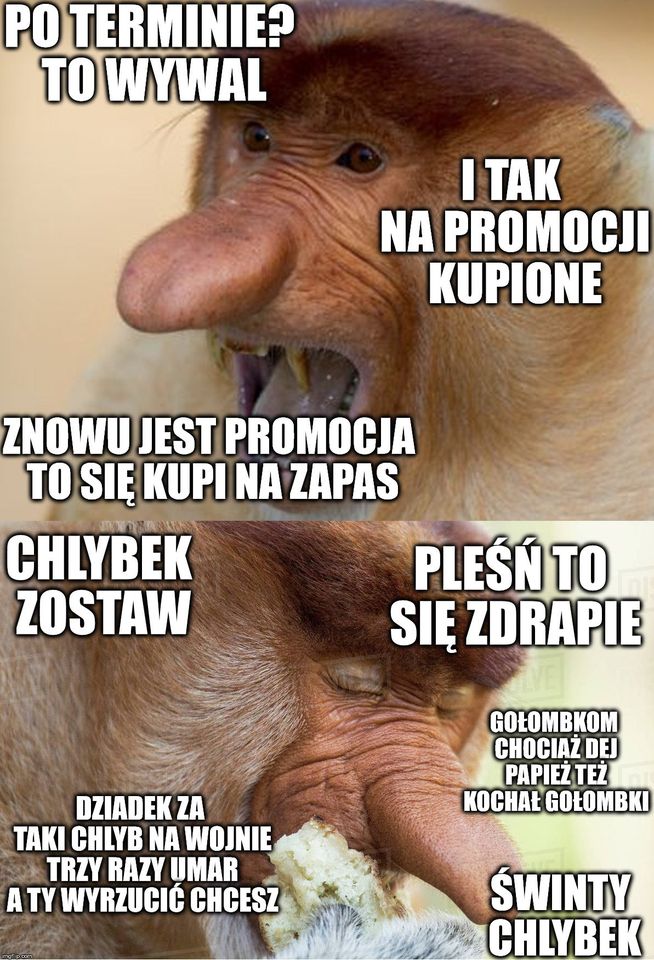 PO TERMINIE?
TO WYWAL
I TAK
NA PROMOCJI
KUPIONE
ZNOWU JEST PROMOCJA
TO SIĘ KUPI NA ZAPAS
CHLYBEK
ZOSTAW
PLEŚŃ TO
SIĘ ZDRAPIE
GOŁOMBKOM
CHOCIAŻ DEJ
PAPIEŻ TEŻ
KOCHAŁ GOŁOMBKI
DZIADEK ZA
TAKI CHLYB NA WOJNIE
TRZY RAZY UMAR
A TY WYRZUCIĆ CHCESZ
ŚWINTY
CHLYBEK
imgflip.com